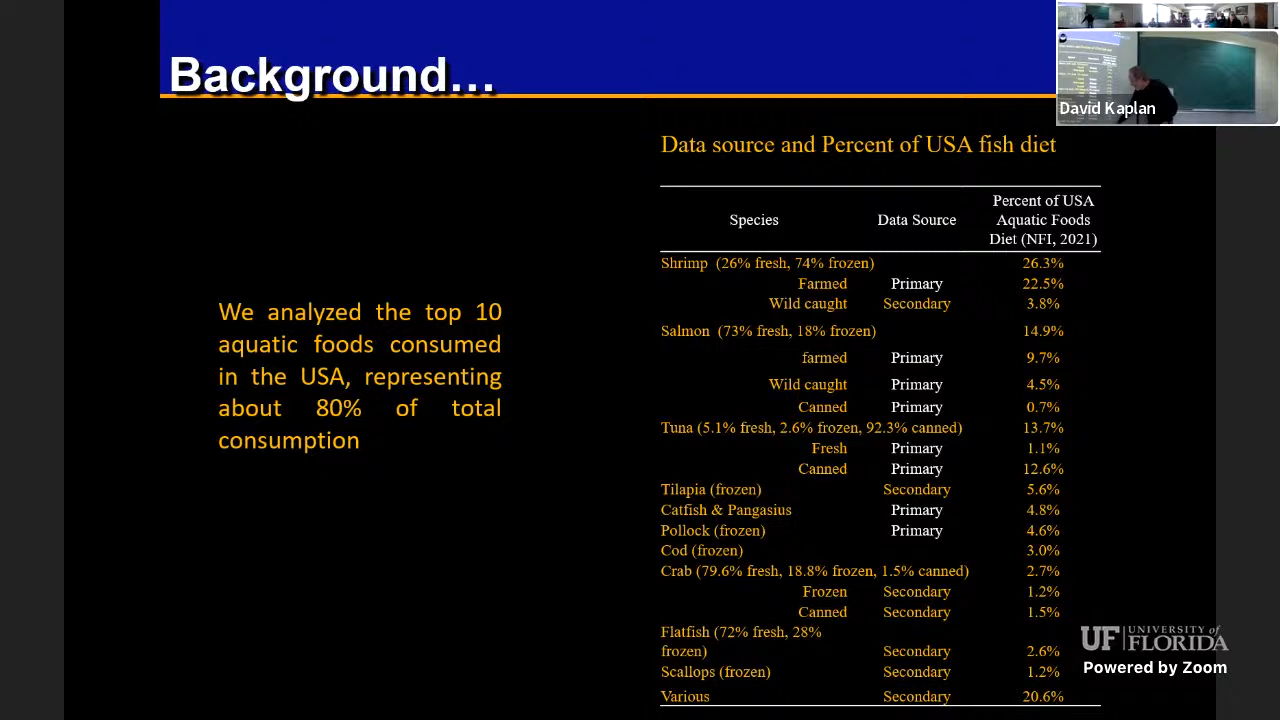 Background...
David Kaplan
Data source and Percent of USA fish diet
Species Data Source Percent of USA Aquatic Foods Diet (NFI, 2021)
Shrimp (26% fresh, 74% frozen) 26.3%
Farmed Primary 22.5%
Wild caught Secondary 3.8%
Salmon (73% fresh, 18% frozen) 14.9%
farmed Primary 9.7%
Wild caught Primary 4.5%
Canned Primary 0.7%
Tuna (5.1% fresh, 2.6% frozen, 92.3% canned) 13.7%
Fresh Primary 1.1%
Canned Primary 12.6%
Tilapia (frozen) Secondary 5.6%
Catfish & Pangasius Primary 4.8%
Pollock (frozen) Primary 4.6%
Cod (frozen) 3.0%
Crab (79.6% fresh, 18.8% frozen, 1.5% canned) 2.7%
Frozen Secondary 1.2%
Canned Secondary 1.5%
Flatfish (72% fresh, 28%
frozen) Secondary 2.6%
Scallops (frozen) Secondary 1.2%
Various Secondary 20.6%
We analyzed the top 10
aquatic foods consumed
in the USA, representing
about 80% of total
consumption
UF UNIVERSITY of
FLORIDA
Powered by Zoom